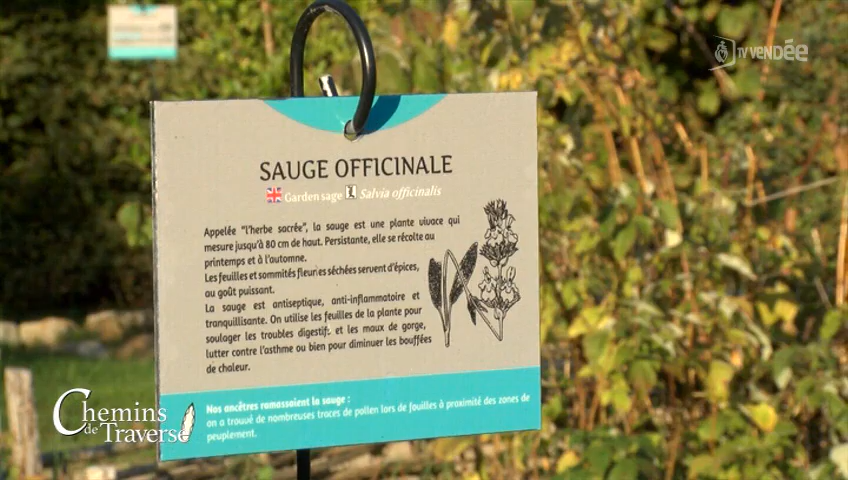 TV VENDÉE
SAUGE OFFICINALE
Garden sage Salvia officinalis
Appelée "l'herbe sacrée", la sauge est une plante vivace qui
mesure jusqu'à 80 cm de haut. Persistante, elle se récolte au
printemps et à l'automne.
Les feuilles et sommités fleuries séchées servent d'épices,
au goût puissant.
La sauge est antiseptique, anti-inflammatoire et
tranquillisante. On utilise les feuilles de la plante pour
soulager les troubles digestifs et les maux de gorge,
lutter contre l'asthme ou bien pour diminuer les bouffées
de chaleur.
Nos ancêtres ramassaient la sauge :
on a trouvé de nombreuses traces de pollen lors de fouilles à proximité des zones de
peuplement.
Chemins
de Traverse